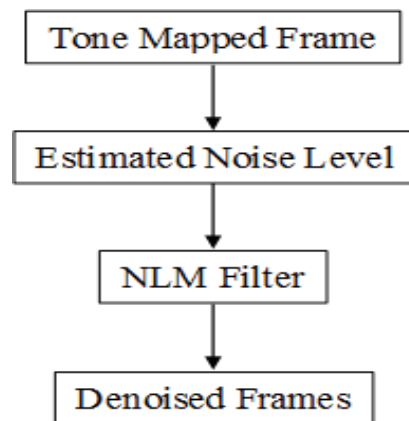 Tone Mapped Frame
Estimated Noise Level
NLM Filter
Denoised Frames